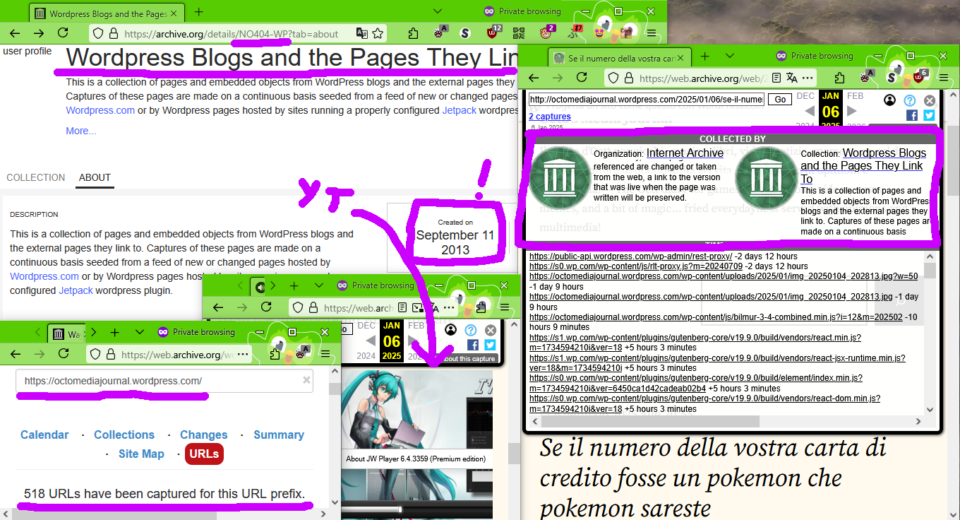 Wordpress Blogs and the Pages
Private browsing
https://archive.org/details/NO404-WP?tab=about
user profile
Wordpress Blogs and the Pages They Lin
This is a collection of pages and embedded objects from WordPress blogs and the external pages they
Captures of these pages are made on a continuous basis seeded from a feed of new or changed pages
Wordpress.com or by Wordpress pages hosted by sites running a properly configured Jetpack wordpres
More...
COLLECTION
ABOUT
DESCRIPTION
This is a collection of pages and embedded objects from WordPress blogs and
the external pages they link to. Captures of these pages are made on a
continuous basis seeded from a feed of new or changed pages hosted by
Wordpress.com or by Wordpress pages
configured Jetpack wordpress plugin.
Created on
September 11
2013
YT
!
Se il numero della vostra cart
Private browsing
https://web.archive.org/web/
http://octomediajournal.wordpress.com/2025/01/06/se-il-nume
Go
DEC
JAN
FEB
06
2025
2 captures
6 Jan 2025
COLLECTED BY
Organization: Internet Archive
referenced are changed or taken
from the web, a link to the version
that was live when the page was
written will be preserved.
Collection: Wordpress Blogs
and the Pages They Link
To
This is a collection of pages and
embedded objects from WordPres
blogs and the external pages they
link to. Captures of these pages ar
made on a continuous basis
multimedia!
https://public-api.wordpress.com/wp-admin/rest-proxy/ -2 days 12 hours
https://s0.wp.com/wp-content/js/rlt-proxy.js?m=20240709 -2 days 12 hours
https://octomediajournal.wordpress.com/wp-content/uploads/2025/01/img_20250104_202813.jpg?w=50
-1 day 9 hours
https://octomediajournal.wordpress.com/wp-content/uploads/2025/01/img_20250104_202813.jpg -1 day
9 hours
https://octomediajournal.wordpress.com/wp-content/js/bilmur-3-4-combined.min.js?i=12&m=202502 -10
hours 9 minutes
https://s1.wp.com/wp-content/plugins/gutenberg-core/v19.9.0/build/vendors/react.min.js?
m=1734594210i&ver=18 +5 hours 3 minutes
https://s0.wp.com/wp-content/plugins/gutenberg-core/v19.9.0/build/vendors/react-jsx-runtime.min.js?
ver=18&m=1734594210i +5 hours 3 minutes
https://s0.wp.com/wp-content/plugins/gutenberg-core/v19.9.0/build/element/index.min.js?
m=1734594210i&ver=6450ca1d42cadeab02b4 +5 hours 3 minutes
https://s0.wp.com/wp-content/plugins/gutenberg-core/v19.9.0/build/vendors/react-dom.min.js?
m=1734594210i&ver=18 +5 hours 3 minutes
Se il numero della vostra carta di
credito fosse un pokemon che
pokemon sareste
Private browsing
https://web.arch
DEC
JAN
FEB
06
2024
2025
About this capture
About JW Player 6.4.3359 (Premium edition)
Private browsing
https://web.archive.org/w
https://octomediajournal.wordpress.com/
Calendar · Collections · Changes · Summary
· Site Map · URLs
518 URLs have been captured for this URL prefix.